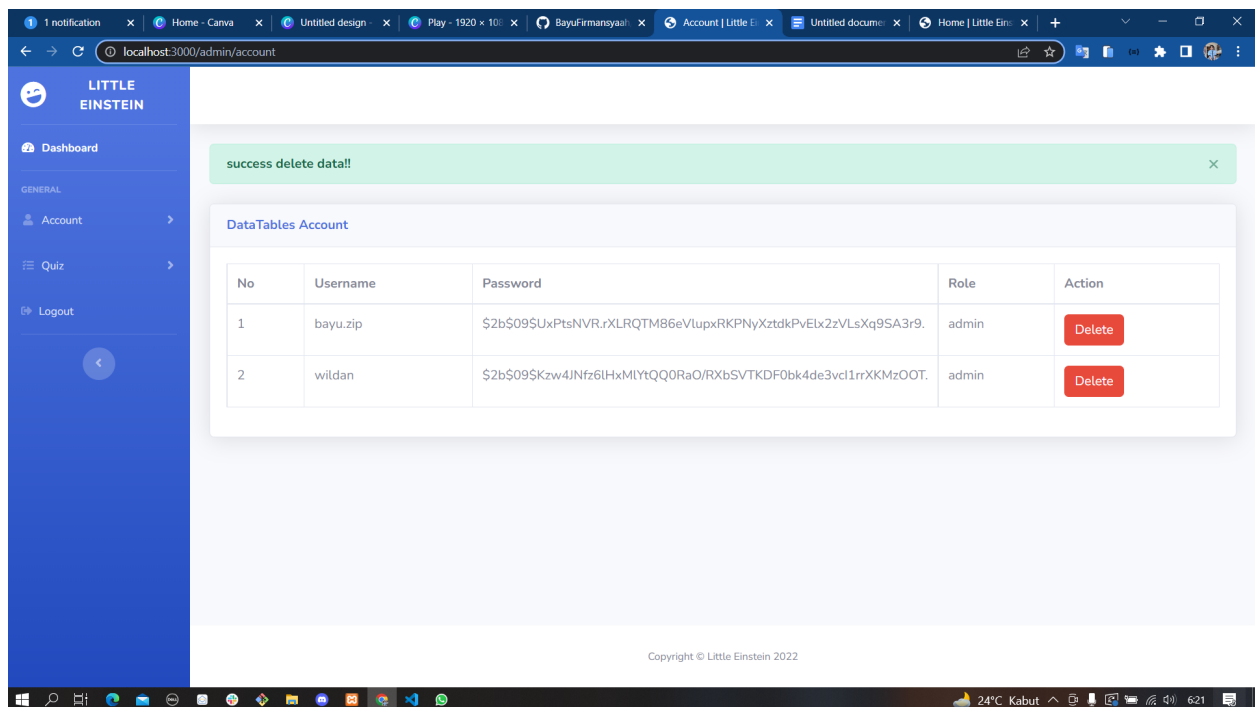 1 notification
Home - Canva
Untitled design -
Play - 1920 × 108
BayuFirmansyaah
Account | Little Ei
Untitled documen
Home | Little Eins
localhost:3000/admin/account
LITTLE
EINSTEIN
Dashboard
GENERAL
Account
Quiz
Logout
success delete data!!
DataTables Account
No Username Password Role Action
1 bayu.zip $2b$09$UxPtsNVR.rXLRQTM86eVlupxRKPNyXztdkPvElx2zVLsXq9SA3r9. admin Delete
2 wildan $2b$09$Kzw4JNfz6lHxMlYtQQ0RaO/RXbSVTKDF0bk4de3vcI1rrXKMzOOT. admin Delete
Copyright © Little Einstein 2022
24°C Kabut 6:21